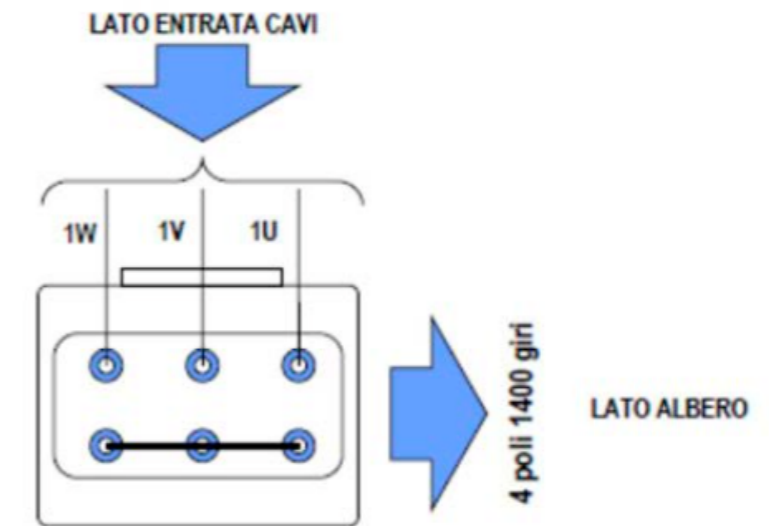 LATO ENTRATA CAVI
1W 1V 1U
4 poli 1400 giri
LATO ALBERO